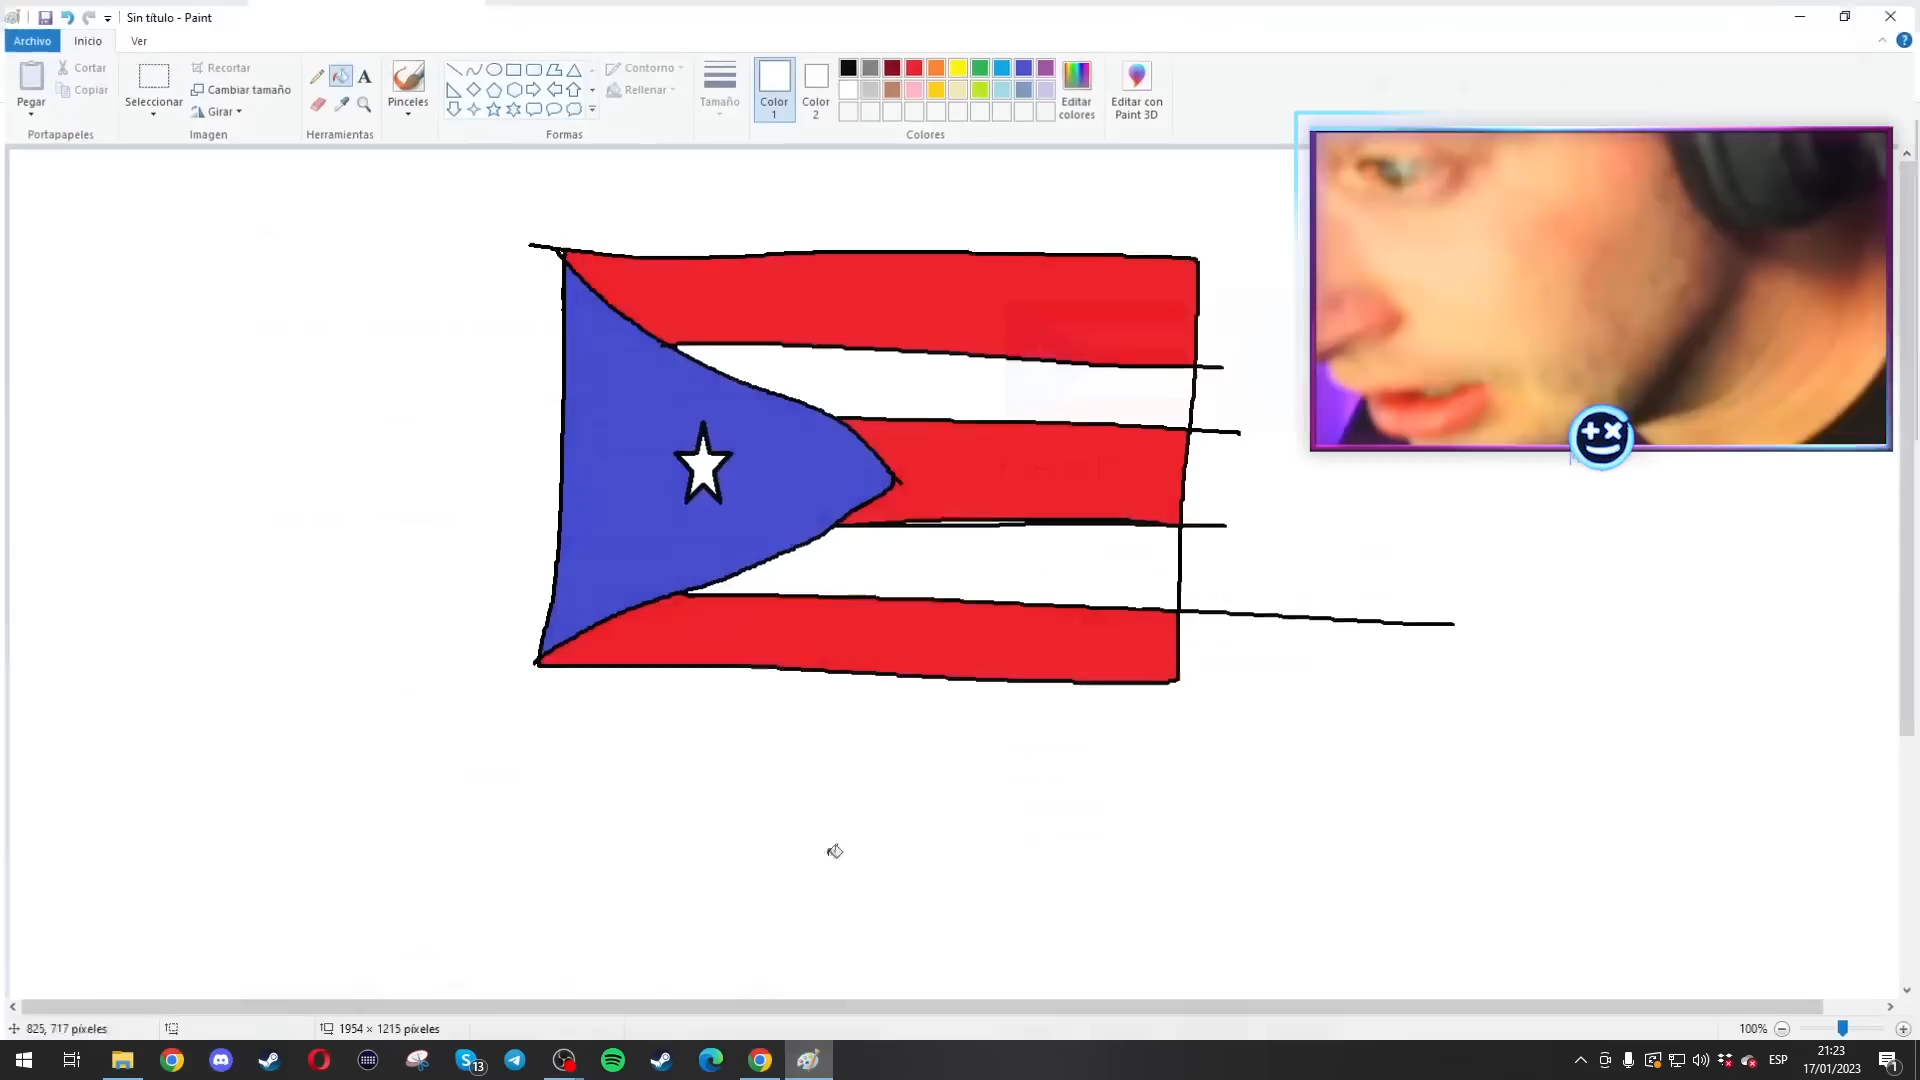 Sin título - Paint
Archivo
Inicio
Ver
Pegar
Cortar
Copiar
Portapapeles
Seleccionar
Recortar
Cambiar tamaño
Girar
Imagen
A
Herramientas
Pinceles
Contorno
Rellenar
Formas
Tamaño
Color
1
Color
2
Editar
colores
Colores
Editar con
Paint 3D
825, 717 píxeles
1954 × 1215 píxeles
100%
13
ESP
21:23
17/01/2023
1